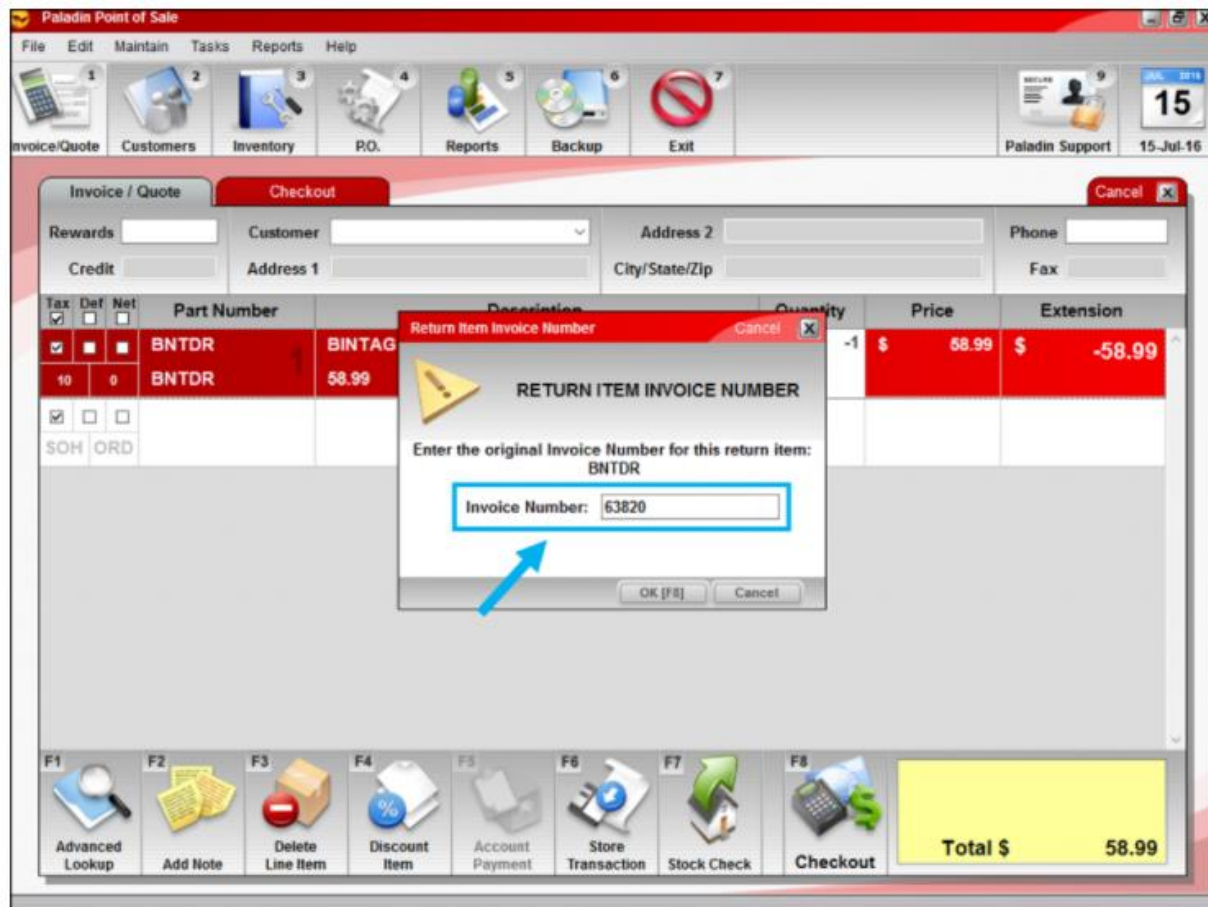 Paladin Point of Sale
File Edit Maintain Tasks Reports Help
1 2 3 4 5 6 7 9 JUL 2016
SECURE 15
nvoice/Quote Customers Inventory P.O. Reports Backup Exit Paladin Support 15-Jul-16
Invoice / Quote Checkout Cancel X
Rewards Customer Address 2 Phone
Credit Address 1 City/State/Zip Fax
Tax Def Net Part Number Description Quantity Price Extension
BNTDR 1 BINTAG -1 $ 58.99 $ -58.99
10 0 BNTDR 58.99
SOH ORD
Return Item Invoice Number Cancel X
RETURN ITEM INVOICE NUMBER
Enter the original Invoice Number for this return item:
BNTDR
Invoice Number: 63820
OK [F8] Cancel
F1 F2 F3 F4 F5 F6 F7 F8
Advanced Lookup
Add Note
Delete Line Item
Discount Item
Account Payment
Store Transaction
Stock Check
Checkout
Total $ 58.99